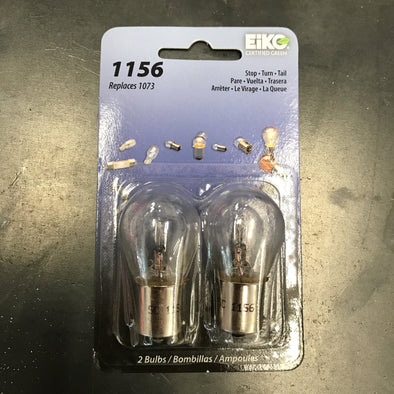 EiKO
CERTIFIED GREEN
1156
Replaces 1073
Stop • Turn • Tail
Pare • Vuelta • Trasera
Arrêter • Le Virage • La Queue
1156
2 Bulbs / Bombillas / Ampoules